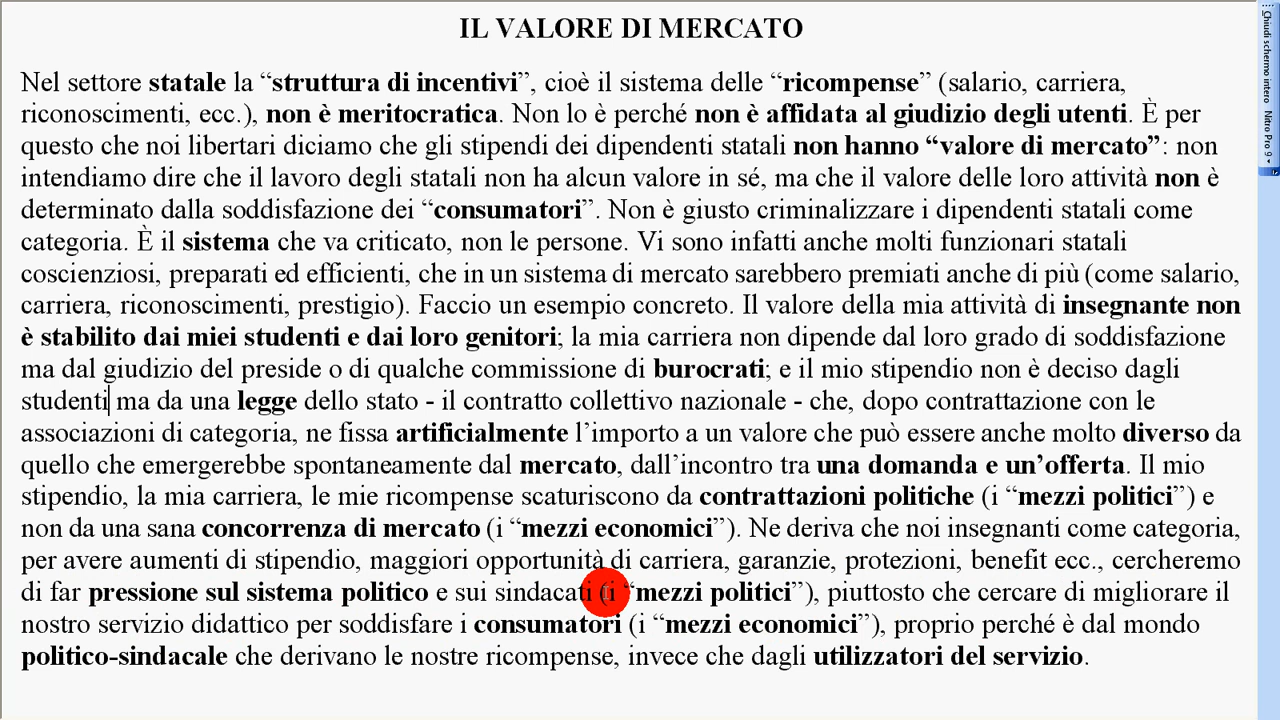 IL VALORE DI MERCATO
Nel settore statale la “struttura di incentivi”, cioè il sistema delle “ricompense” (salario, carriera,
riconoscimenti, ecc.), non è meritocratica. Non lo è perché non è affidata al giudizio degli utenti. È per
questo che noi libertari diciamo che gli stipendi dei dipendenti statali non hanno “valore di mercato”: non
intendiamo dire che il lavoro degli statali non ha alcun valore in sé, ma che il valore delle loro attività non è
determinato dalla soddisfazione dei “consumatori”. Non è giusto criminalizzare i dipendenti statali come
categoria. È il sistema che va criticato, non le persone. Vi sono infatti anche molti funzionari statali
coscienziosi, preparati ed efficienti, che in un sistema di mercato sarebbero premiati anche di più (come salario,
carriera, riconoscimenti, prestigio). Faccio un esempio concreto. Il valore della mia attività di insegnante non
è stabilito dai miei studenti e dai loro genitori; la mia carriera non dipende dal loro grado di soddisfazione
ma dal giudizio del preside o di qualche commissione di burocrati; e il mio stipendio non è deciso dagli
studenti ma da una legge dello stato - il contratto collettivo nazionale - che, dopo contrattazione con le
associazioni di categoria, ne fissa artificialmente l’importo a un valore che può essere anche molto diverso da
quello che emergerebbe spontaneamente dal mercato, dall’incontro tra una domanda e un’offerta. Il mio
stipendio, la mia carriera, le mie ricompense scaturiscono da contrattazioni politiche (i “mezzi politici”) e
non da una sana concorrenza di mercato (i “mezzi economici”). Ne deriva che noi insegnanti come categoria,
per avere aumenti di stipendio, maggiori opportunità di carriera, garanzie, protezioni, benefit ecc., cercheremo
di far pressione sul sistema politico e sui sindacati (i “mezzi politici”), piuttosto che cercare di migliorare il
nostro servizio didattico per soddisfare i consumatori (i “mezzi economici”), proprio perché è dal mondo
politico-sindacale che derivano le nostre ricompense, invece che dagli utilizzatori del servizio.
Chiudi schermo intero Nitro Pro 9